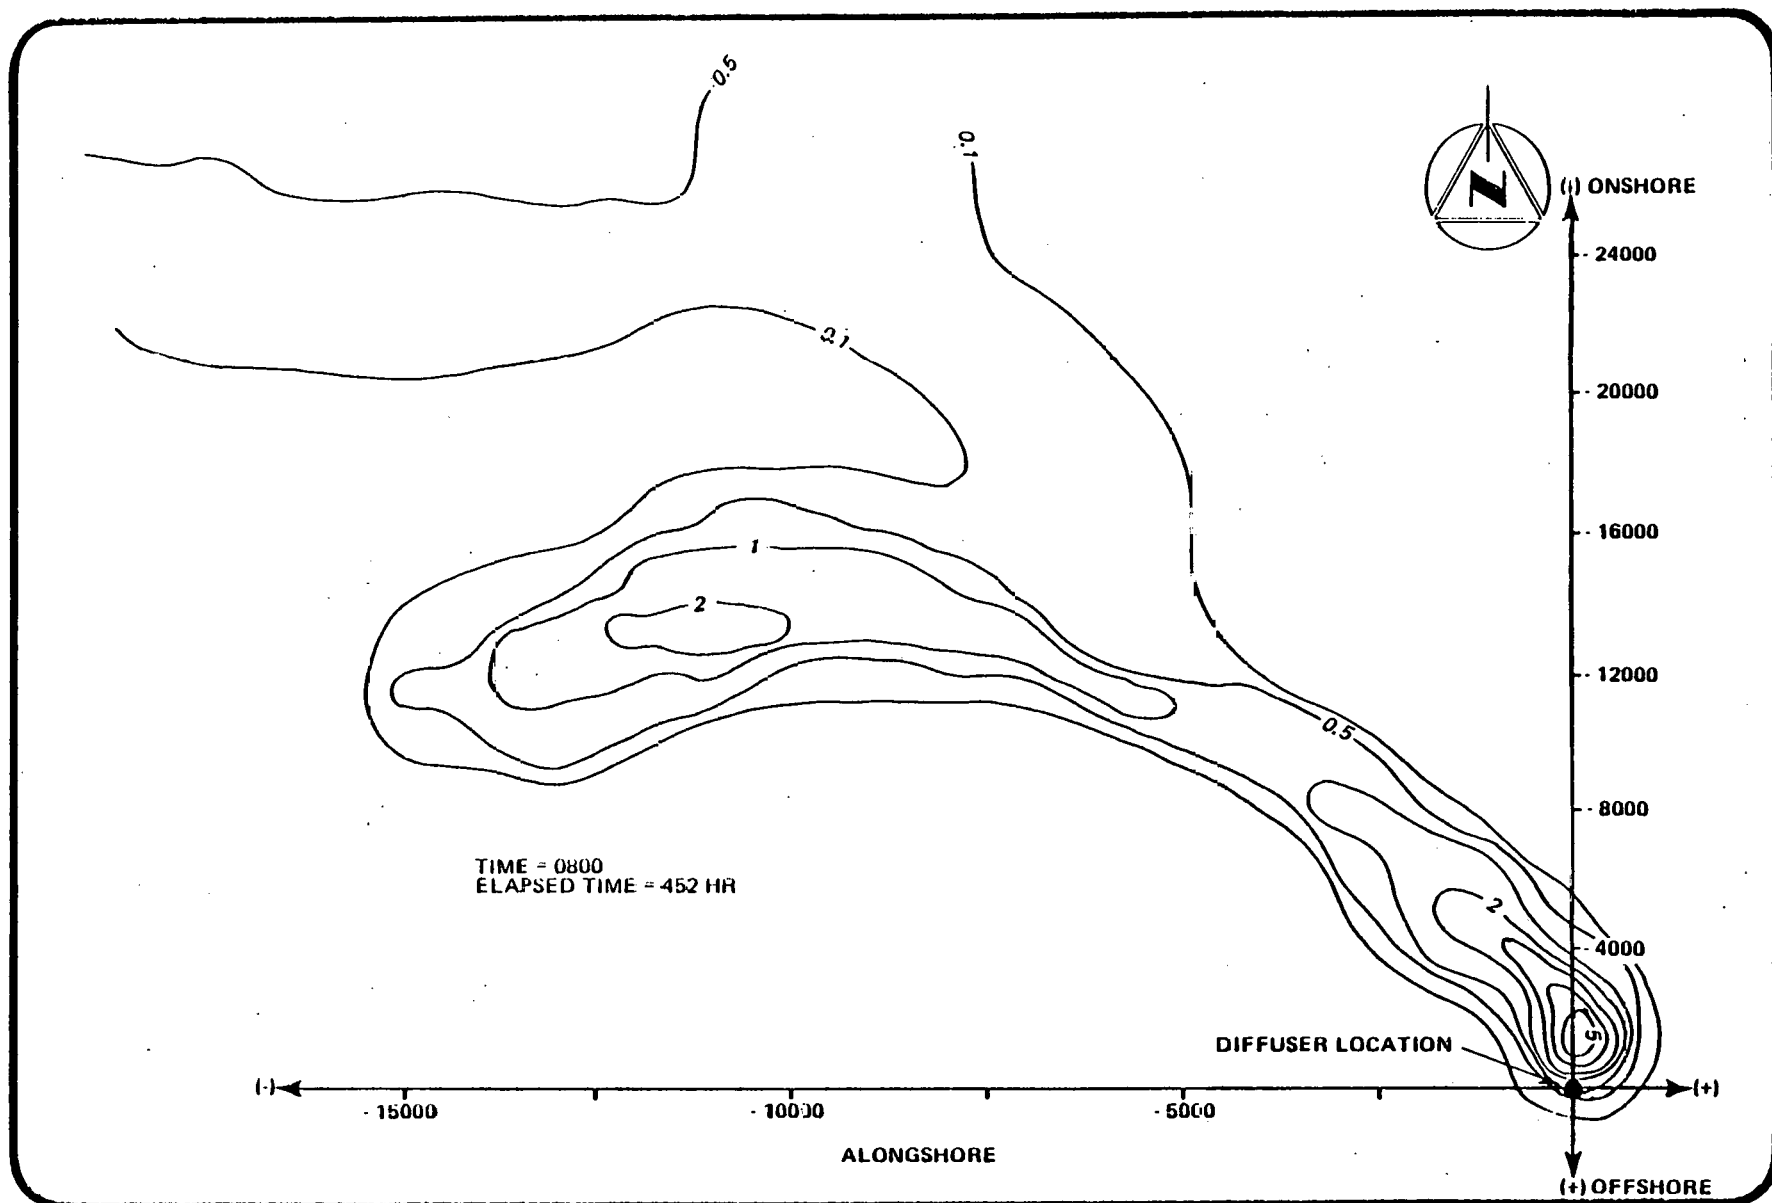 0.5
0.1
N
(-) ONSHORE
- 24000
0.1
- 20000
- 16000
1
2
- 12000
0.5
- 8000
TIME = 0800
ELAPSED TIME = 452 HR
2
- 4000
5
DIFFUSER LOCATION
(-)
(+)
- 15000
- 10000
- 5000
ALONGSHORE
(+) OFFSHORE